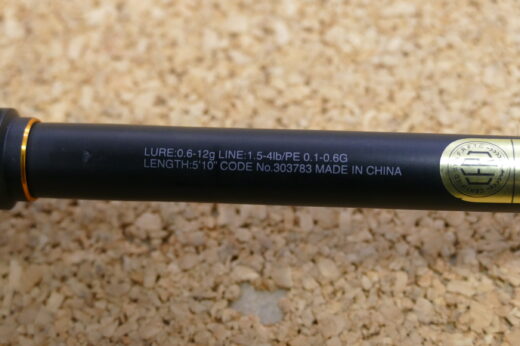 LURE:0.6-12g LINE:1.5-4lb/PE 0.1-0.6G
LENGTH:5'10" CODE No.303783 MADE IN CHINA